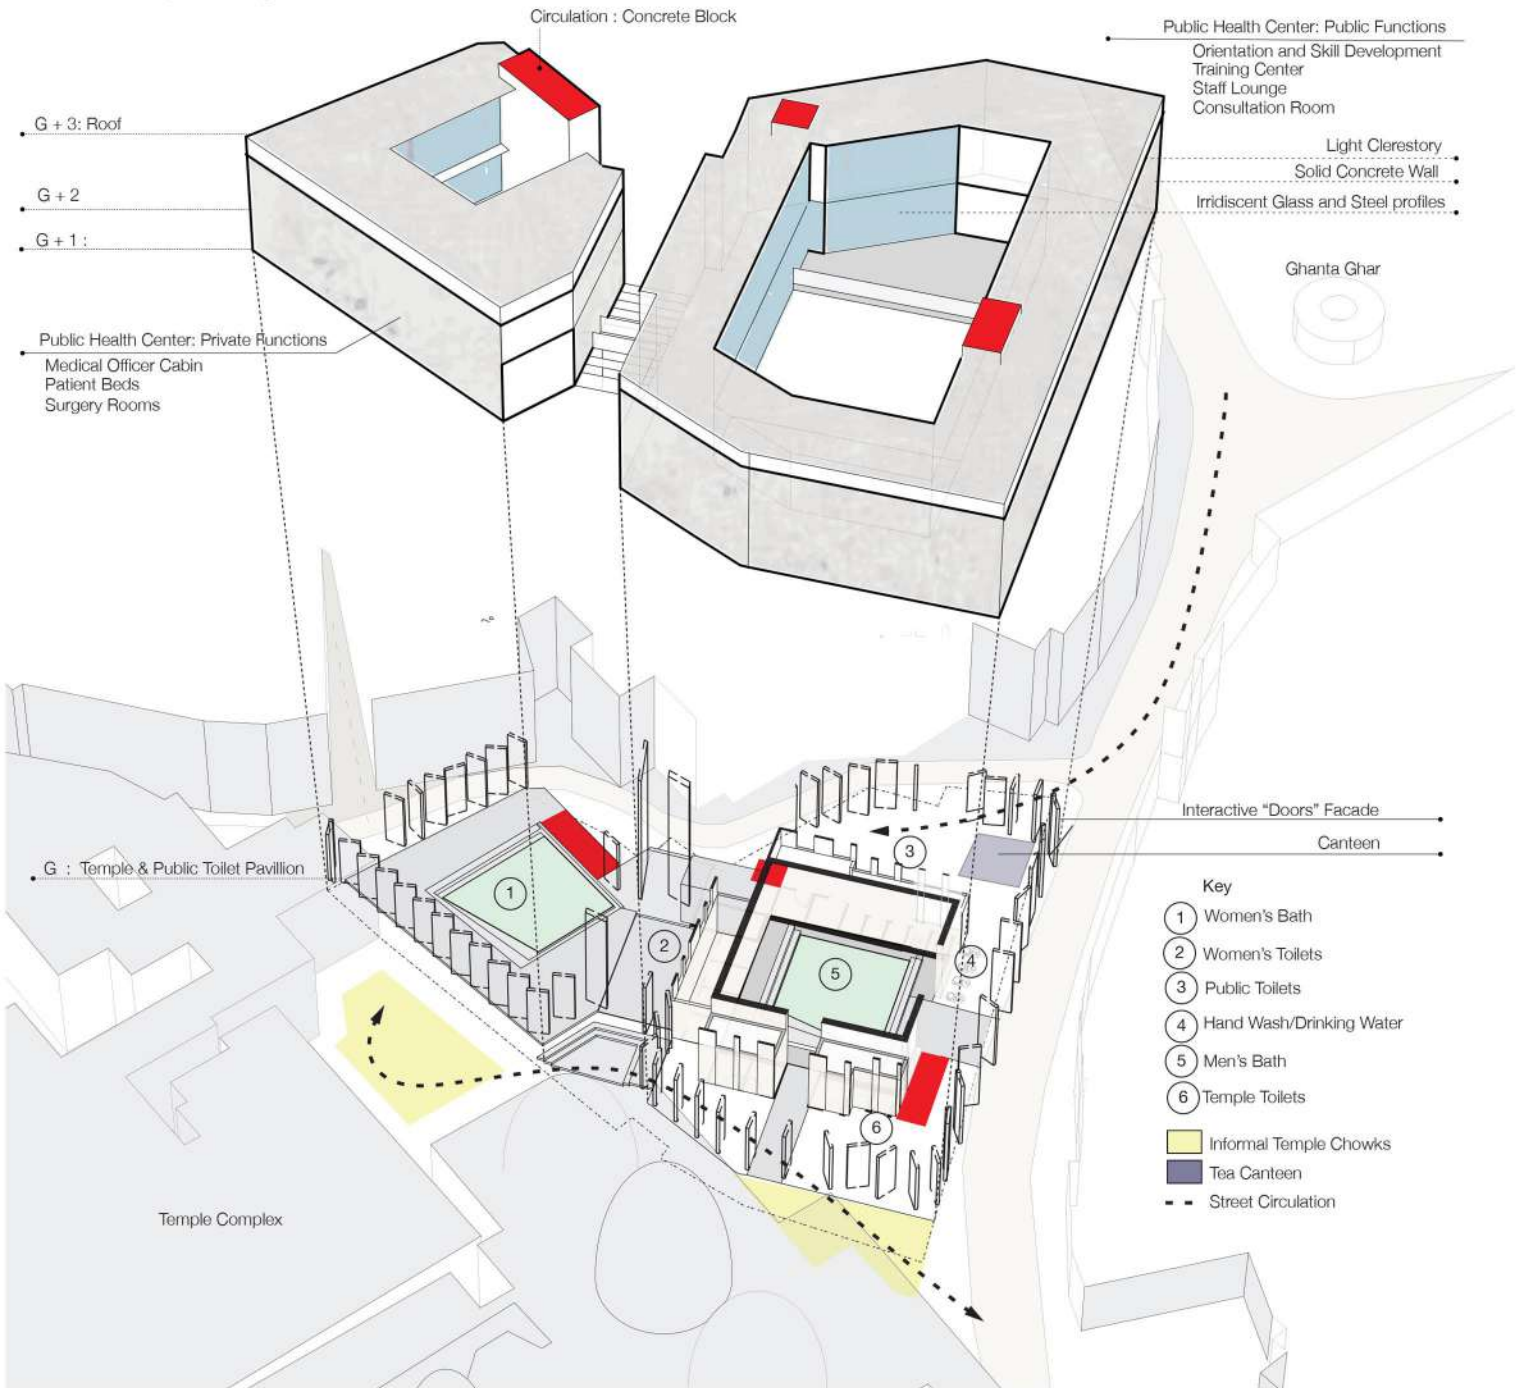 Circulation : Concrete Block
Public Health Center: Public Functions
Orientation and Skill Development
Training Center
Staff Lounge
Consultation Room
G + 3: Roof
Light Clerestory
Solid Concrete Wall
G + 2
Irridiscent Glass and Steel profiles
G + 1 :
Ghanta Ghar
Public Health Center: Private Functions
Medical Officer Cabin
Patient Beds
Surgery Rooms
Interactive “Doors” Facade
Canteen
G : Temple & Public Toilet Pavillion
Key
1 Women's Bath
2 Women's Toilets
3 Public Toilets
4 Hand Wash/Drinking Water
5 Men's Bath
6 Temple Toilets
Informal Temple Chowks
Tea Canteen
Street Circulation
1
2
3
4
5
6
Temple Complex